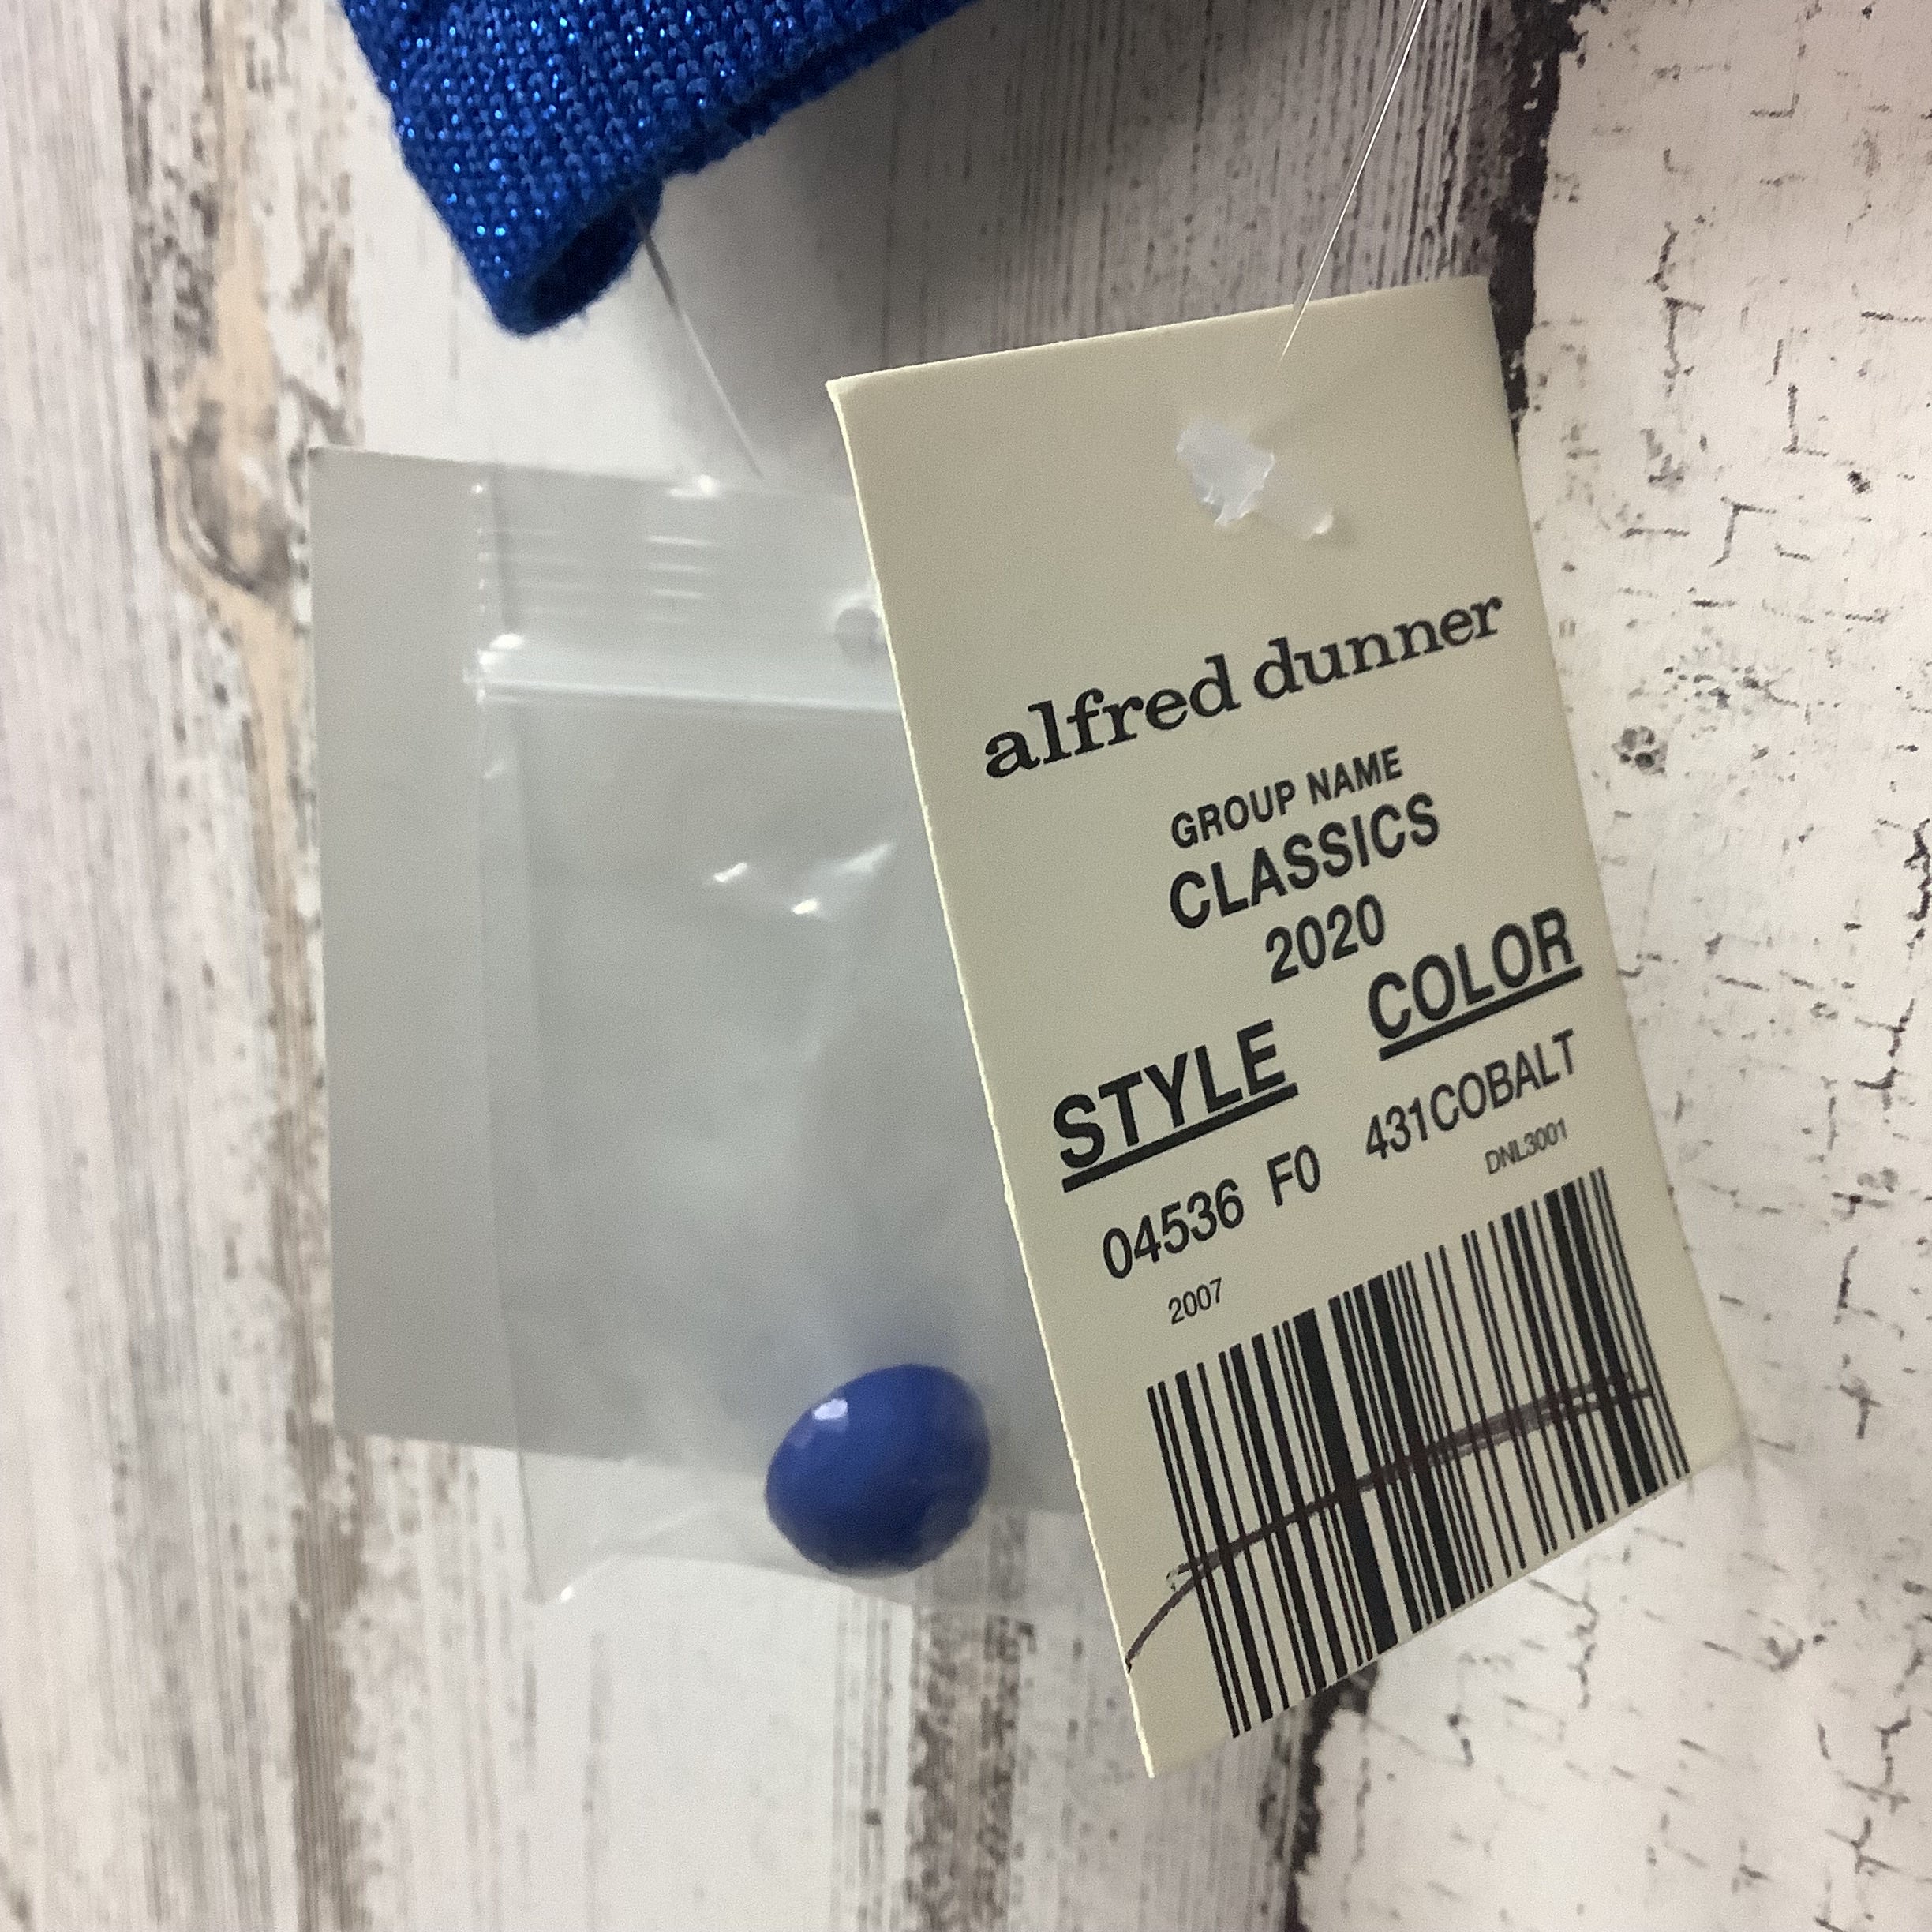 alfred dunner
GROUP NAME
CLASSICS
2020
STYLE COLOR
04536 F0 431COBALT
2007 DNL3001